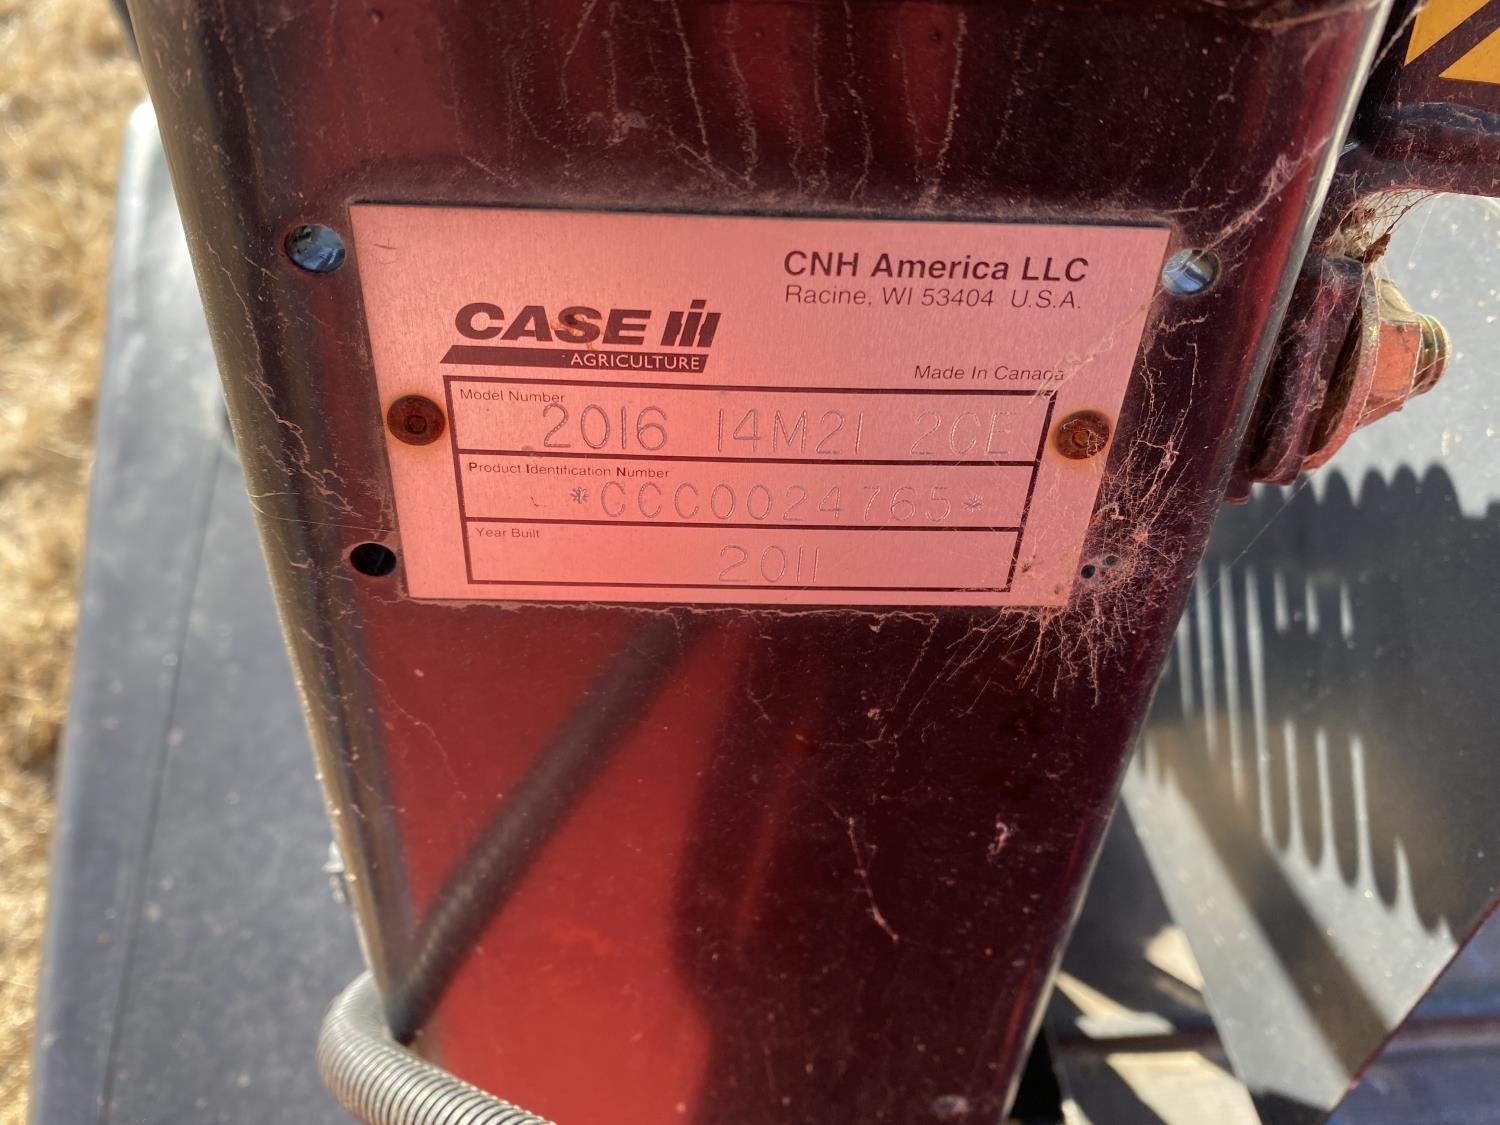 CNH America LLC
Racine, WI 53404 U.S.A.
CASE IH
AGRICULTURE
Made In Canada
Model Number
2016 14M21 2CE
Product Identification Number
*CCC0024765*
Year Built
2011